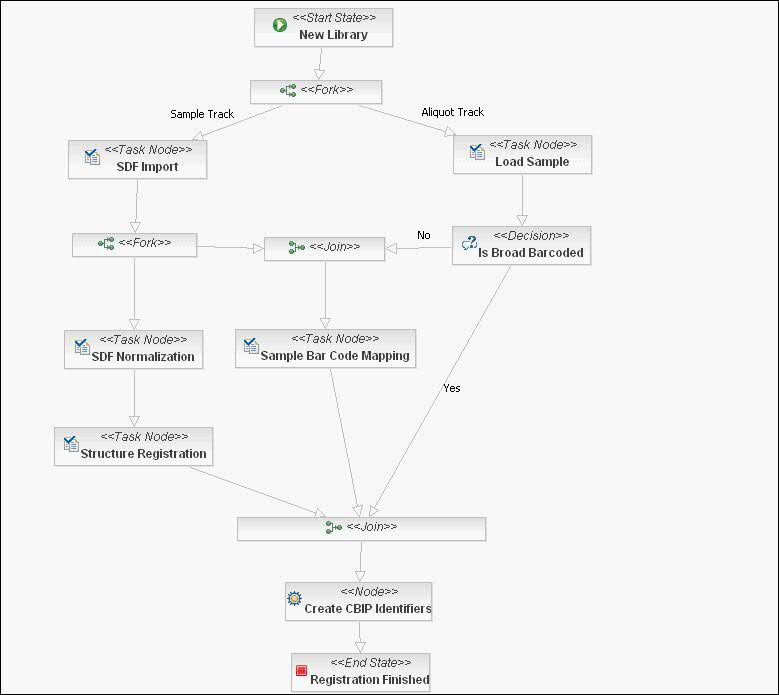 <<Start State>>
New Library
<<Fork>>
Sample Track
Aliquot Track
<<Task Node>>
SDF Import
<<Task Node>>
Load Sample
<<Fork>>
<<Join>>
No
<<Decision>>
Is Broad Barcoded
<<Task Node>>
SDF Normalization
<<Task Node>>
Sample Bar Code Mapping
Yes
<<Task Node>>
Structure Registration
<<Join>>
<<Node>>
Create CBIP Identifiers
<<End State>>
Registration Finished